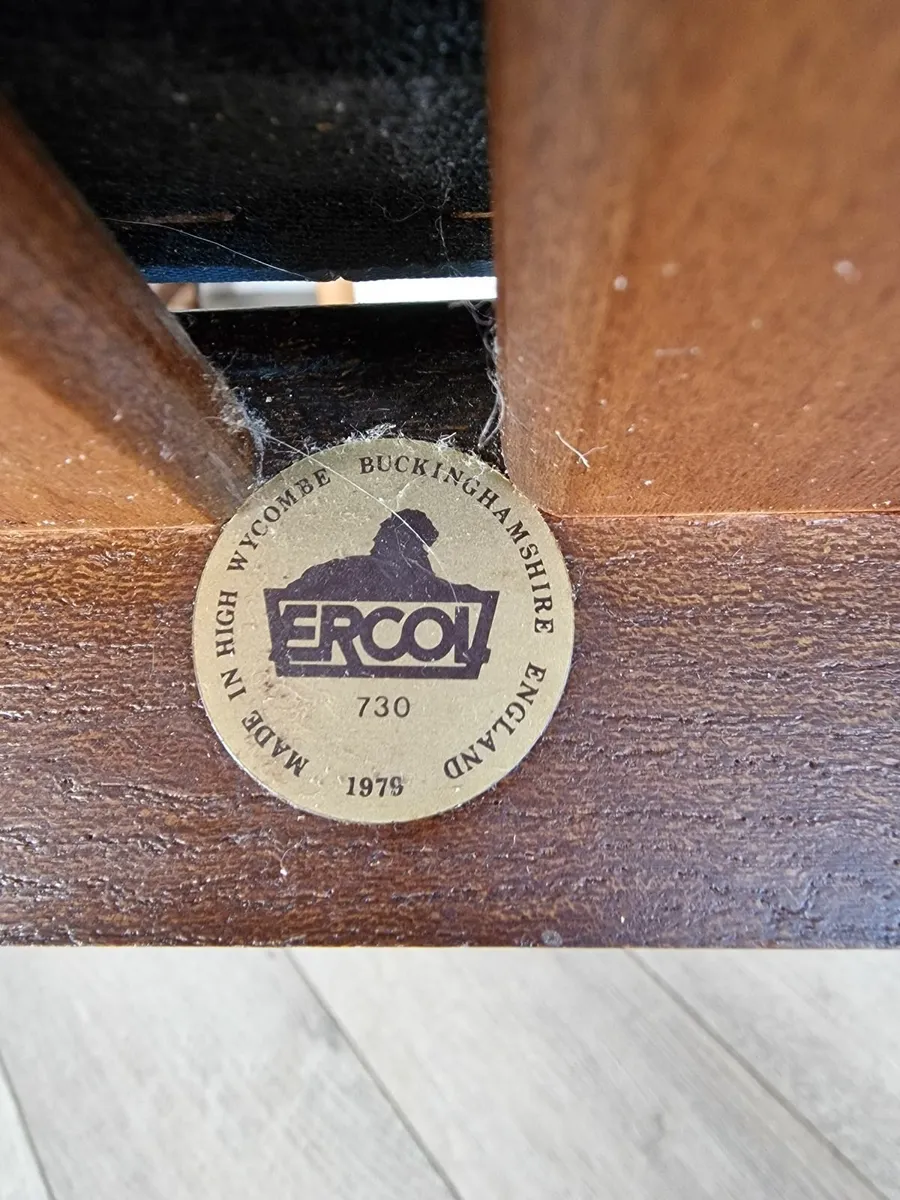 MADE IN HIGH WYCOMBE BUCKINGHAMSHIRE ENGLAND
ERCOL
730
1979